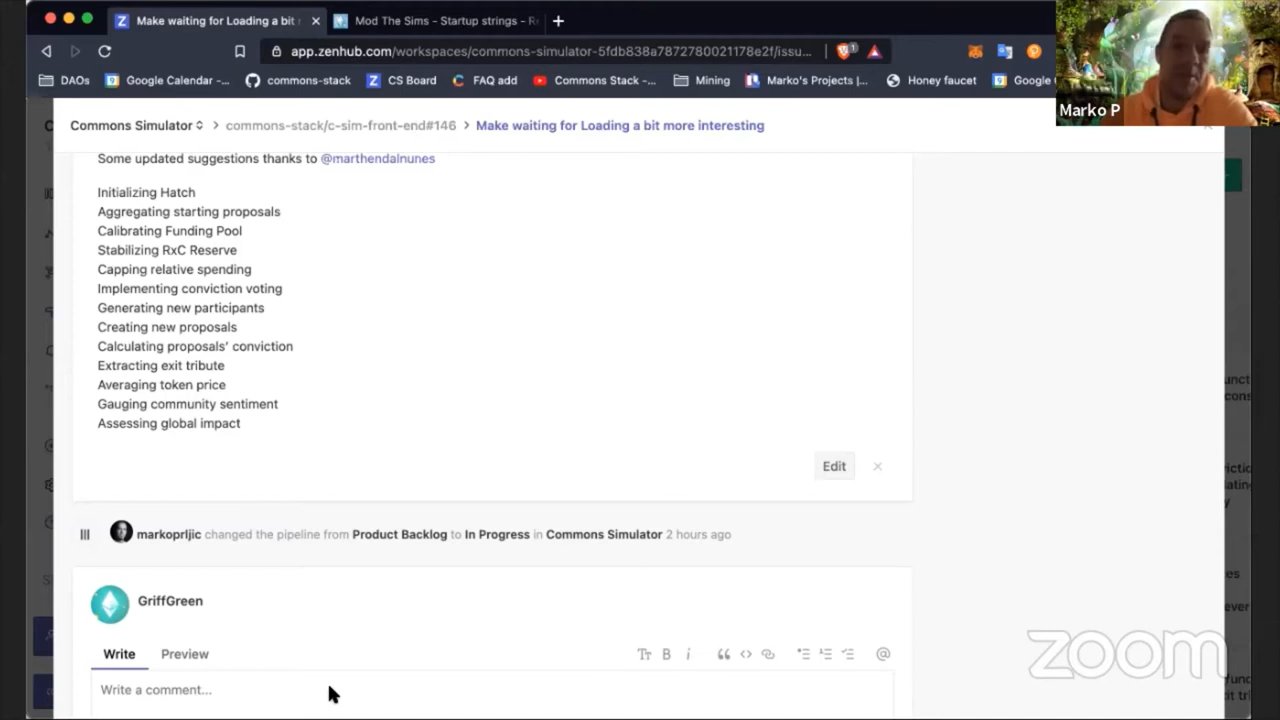 Make waiting for Loading a bit
Mod The Sims - Startup strings - Rx
app.zenhub.com/workspaces/commons-simulator-5fdb838a7872780021178e2f/issu...
1
DAOs
Google Calendar -...
commons-stack
CS Board
FAQ add
Commons Stack -...
Mining
Marko's Projects |...
Honey faucet
Google
Marko P
Commons Simulator > commons-stack/c-sim-front-end#146 > Make waiting for Loading a bit more interesting
Some updated suggestions thanks to @marthendalnunes
Initializing Hatch
Aggregating starting proposals
Calibrating Funding Pool
Stabilizing RxC Reserve
Capping relative spending
Implementing conviction voting
Generating new participants
Creating new proposals
Calculating proposals' conviction
Extracting exit tribute
Averaging token price
Gauging community sentiment
Assessing global impact
Edit
markoprljic changed the pipeline from Product Backlog to In Progress in Commons Simulator 2 hours ago
GriffGreen
Write Preview
Write a comment...
zoom